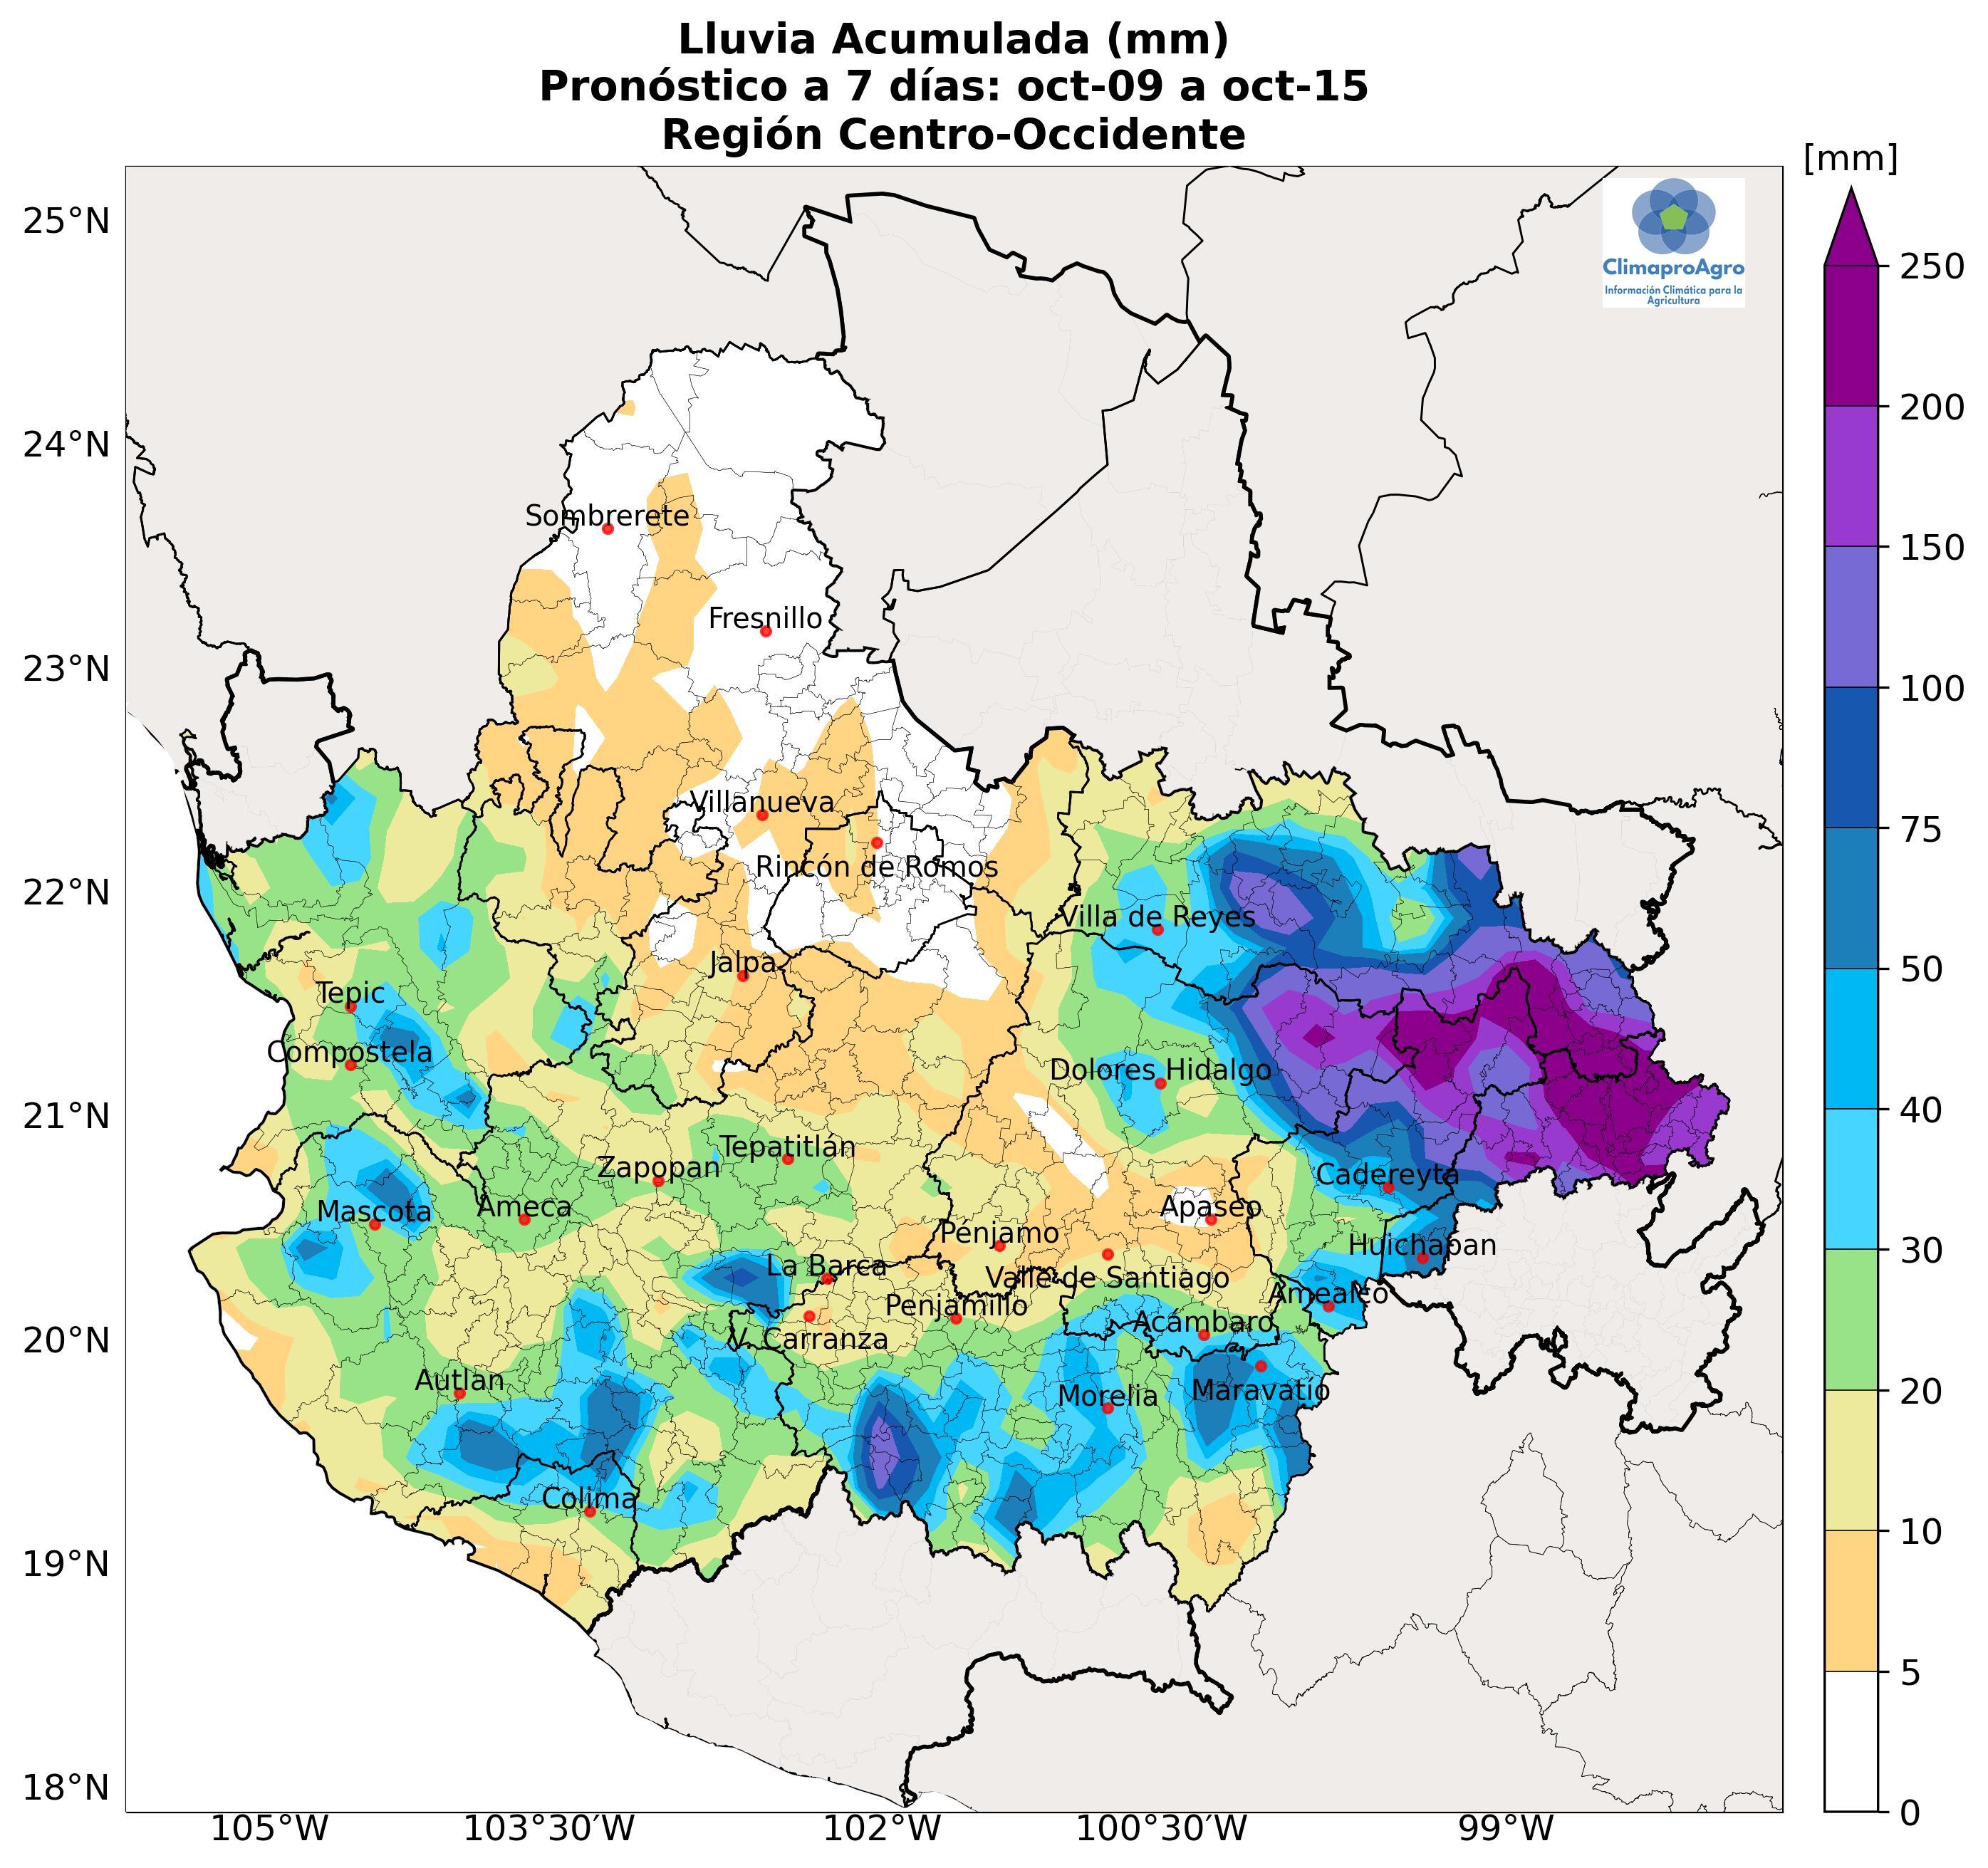 Lluvia Acumulada (mm)
Pronóstico a 7 días: oct-09 a oct-15
Región Centro-Occidente
[mm]
25°N
24°N
23°N
22°N
21°N
20°N
19°N
18°N
ClimaproAgro
Información Climática para la
Agricultura
Sombrerete
Fresnillo
Villanueva
Rincón de Romos
Villa de Reyes
Jalpa
Tepic
Compostela
Dolores Hidalgo
Tepatitlán
Zapopan
Cadereyta
Mascota
Ameca
Apaseo
Penjamo
Huichapan
La Barca
Valle de Santiago
Amealco
Penjamillo
Acámbaro
V. Carranza
Autlan
Morelia
Maravatío
Colima
250
200
150
100
75
50
40
30
20
10
5
0
105°W
103°30'W
102°W
100°30'W
99°W